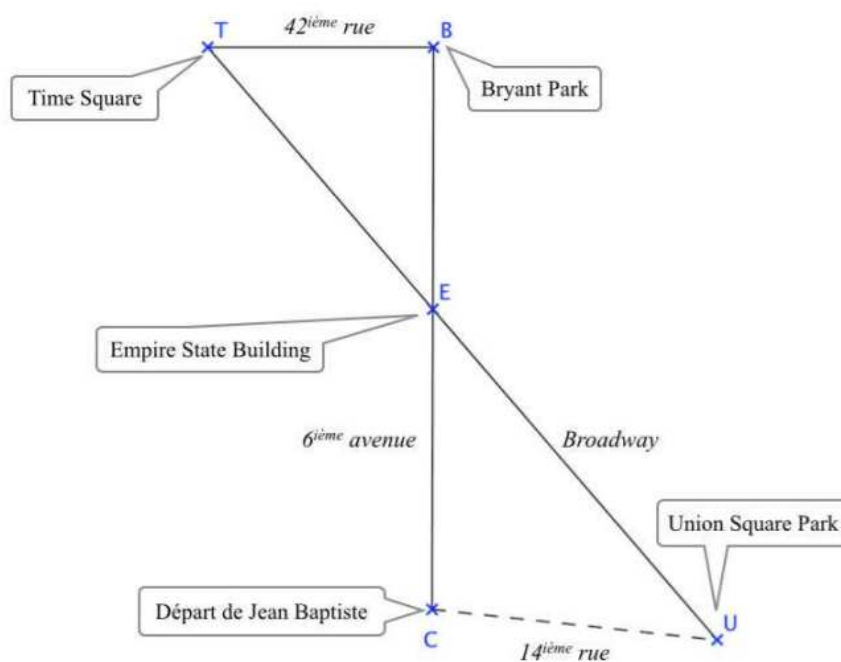 T
42ième rue
B
Time Square
Bryant Park
E
Empire State Building
6ième avenue
Broadway
Union Square Park
Départ de Jean Baptiste
C
14ième rue
U